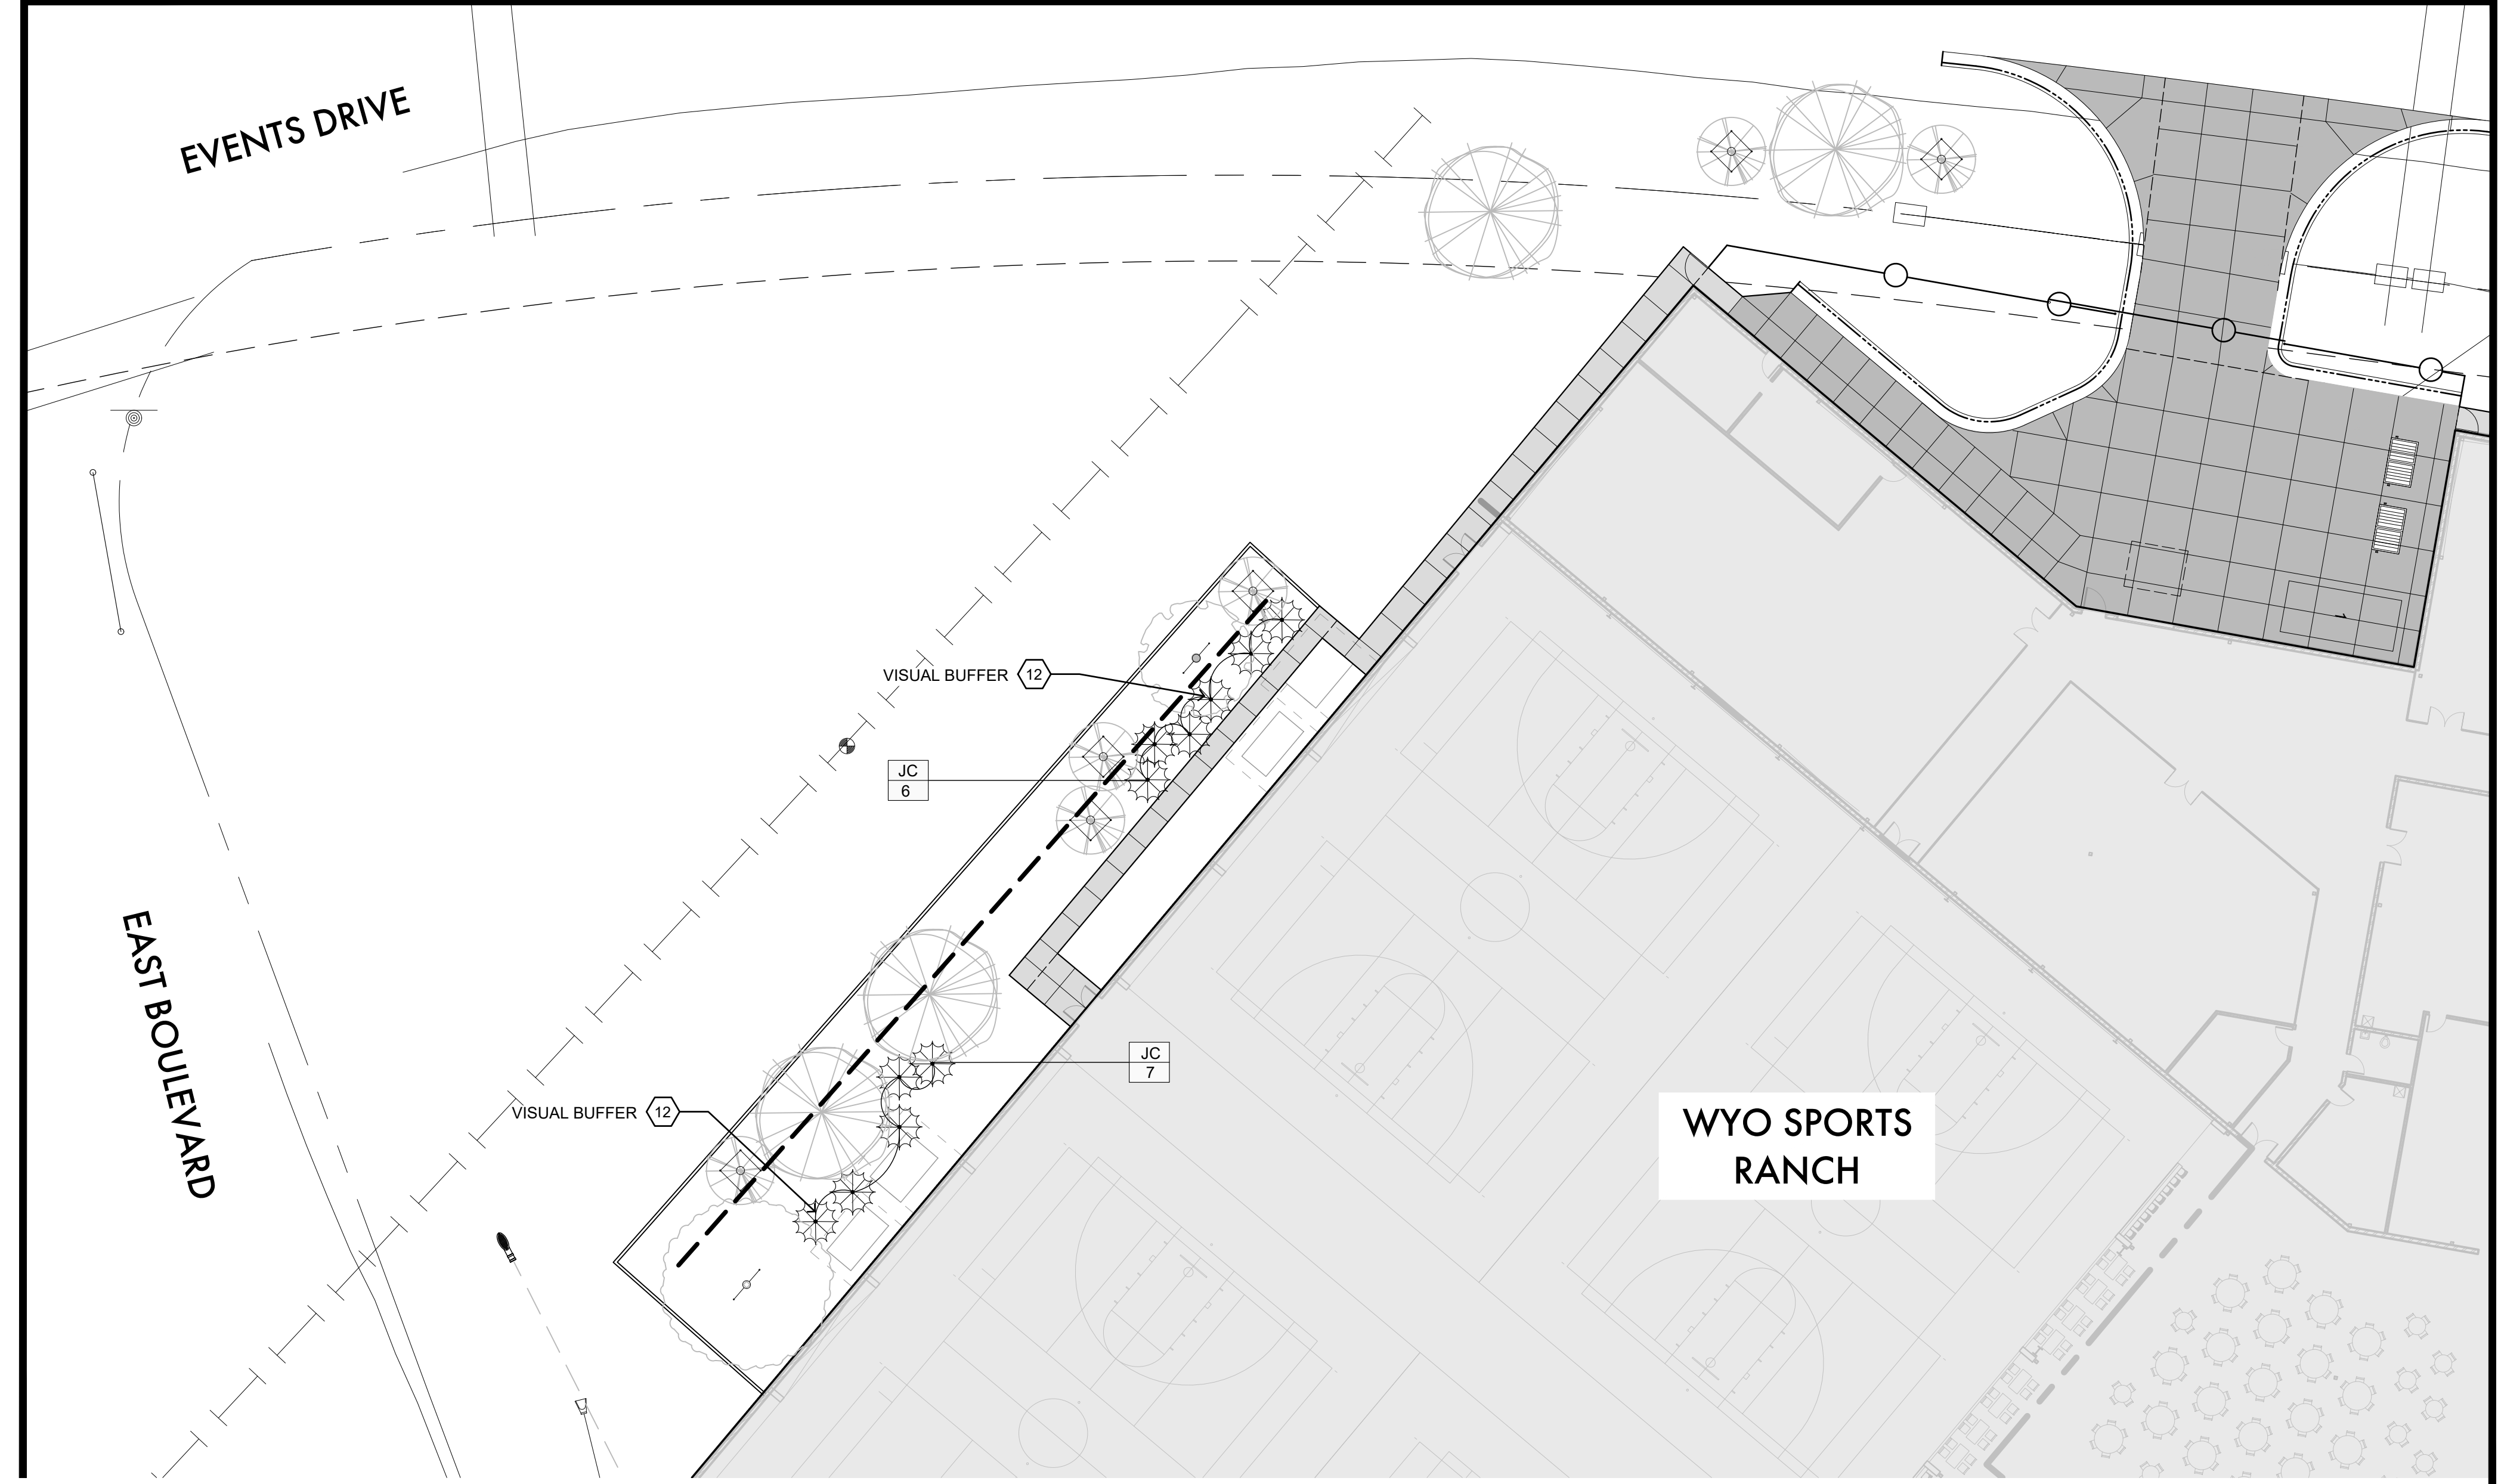 EVENTS DRIVE
VISUAL BUFFER 12
JC
6
EAST BOULEVARD
JC
7
VISUAL BUFFER 12
WYO SPORTS
RANCH